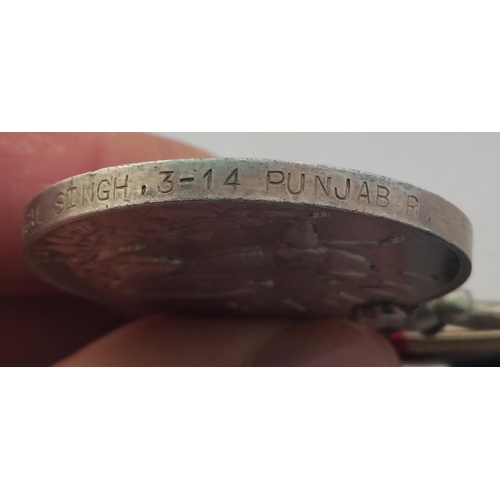 SINGH. 3-14 PUNJAB R.